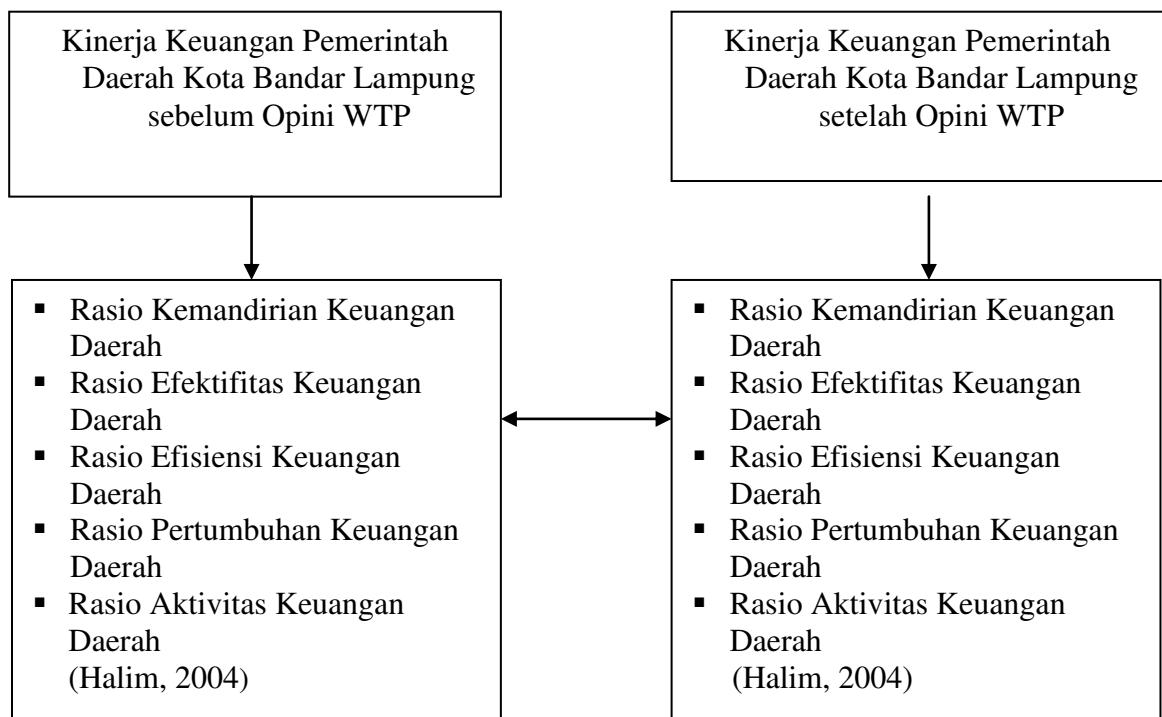 Kinerja Keuangan Pemerintah
Daerah Kota Bandar Lampung
sebelum Opini WTP
Kinerja Keuangan Pemerintah
Daerah Kota Bandar Lampung
setelah Opini WTP
▪ Rasio Kemandirian Keuangan
Daerah
▪ Rasio Efektifitas Keuangan
Daerah
▪ Rasio Efisiensi Keuangan
Daerah
▪ Rasio Pertumbuhan Keuangan
Daerah
▪ Rasio Aktivitas Keuangan
Daerah
(Halim, 2004)
▪ Rasio Kemandirian Keuangan
Daerah
▪ Rasio Efektifitas Keuangan
Daerah
▪ Rasio Efisiensi Keuangan
Daerah
▪ Rasio Pertumbuhan Keuangan
Daerah
▪ Rasio Aktivitas Keuangan
Daerah
(Halim, 2004)